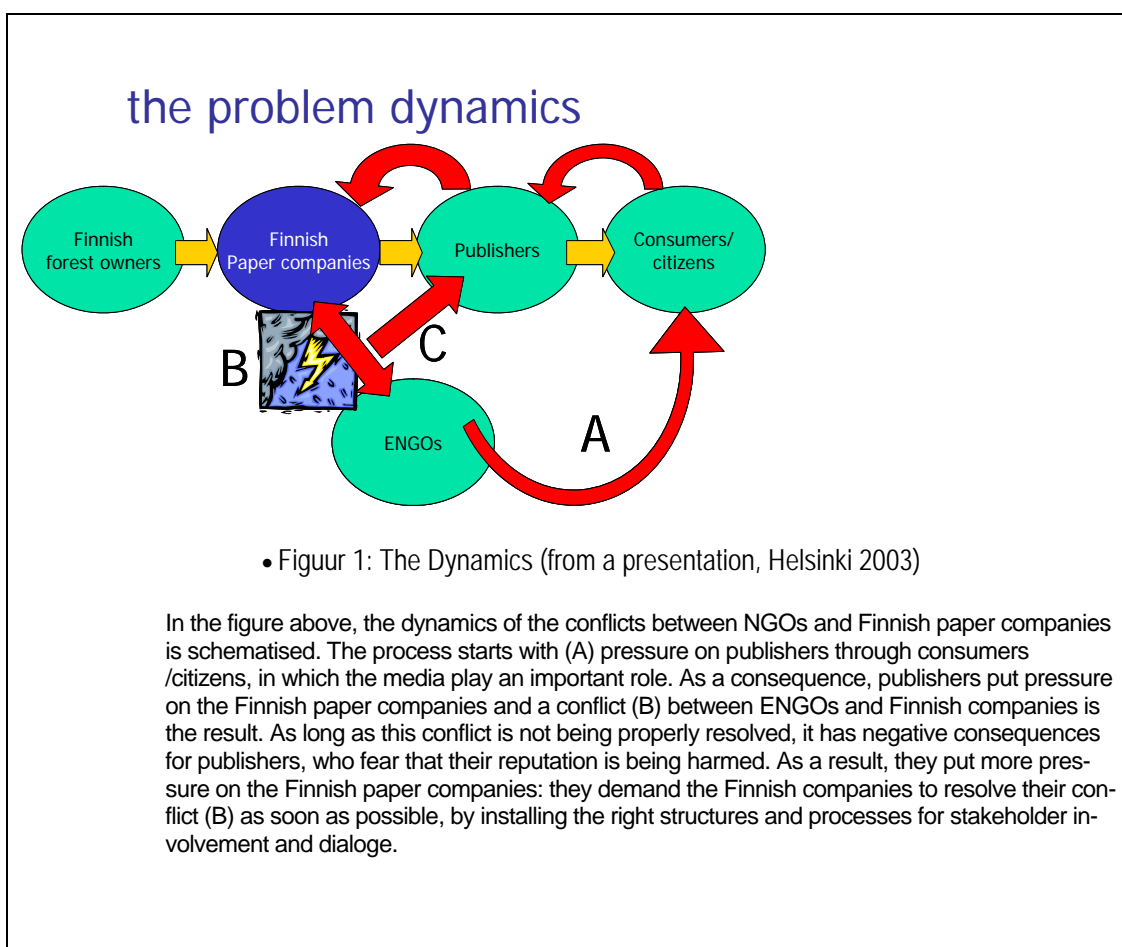 the problem dynamics
Finnish
forest owners
Finnish
Paper companies
Publishers
Consumers/
citizens
B
C
ENGOs
A
• Figuur 1: The Dynamics (from a presentation, Helsinki 2003)
In the figure above, the dynamics of the conflicts between NGOs and Finnish paper companies
is schematised. The process starts with (A) pressure on publishers through consumers
/citizens, in which the media play an important role. As a consequence, publishers put pressure
on the Finnish paper companies and a conflict (B) between ENGOs and Finnish companies is
the result. As long as this conflict is not being properly resolved, it has negative consequences
for publishers, who fear that their reputation is being harmed. As a result, they put more pres-
sure on the Finnish paper companies: they demand the Finnish companies to resolve their con-
flict (B) as soon as possible, by installing the right structures and processes for stakeholder in-
volvement and dialoge.